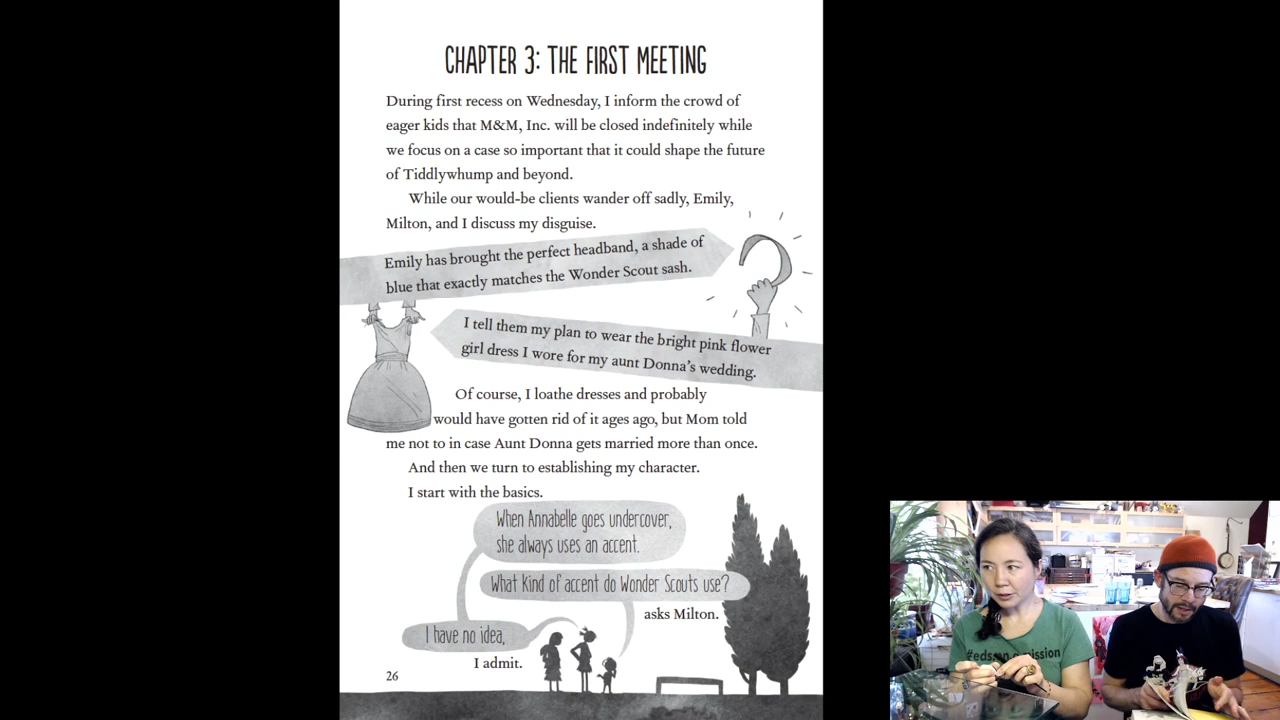 CHAPTER 3: THE FIRST MEETING
During first recess on Wednesday, I inform the crowd of
eager kids that M&M, Inc. will be closed indefinitely while
we focus on a case so important that it could shape the future
of Tiddlywhump and beyond.
While our would-be clients wander off sadly, Emily,
Milton, and I discuss my disguise.
Emily has brought the perfect headband, a shade of
blue that exactly matches the Wonder Scout sash.
I tell them my plan to wear the bright pink flower
girl dress I wore for my aunt Donna's wedding.
Of course, I loathe dresses and probably
would have gotten rid of it ages ago, but Mom told
me not to in case Aunt Donna gets married more than once.
And then we turn to establishing my character.
I start with the basics.
When Annabelle goes undercover,
she always uses an accent.
What kind of accent do Wonder Scouts use?
asks Milton.
I have no idea,
I admit.
26